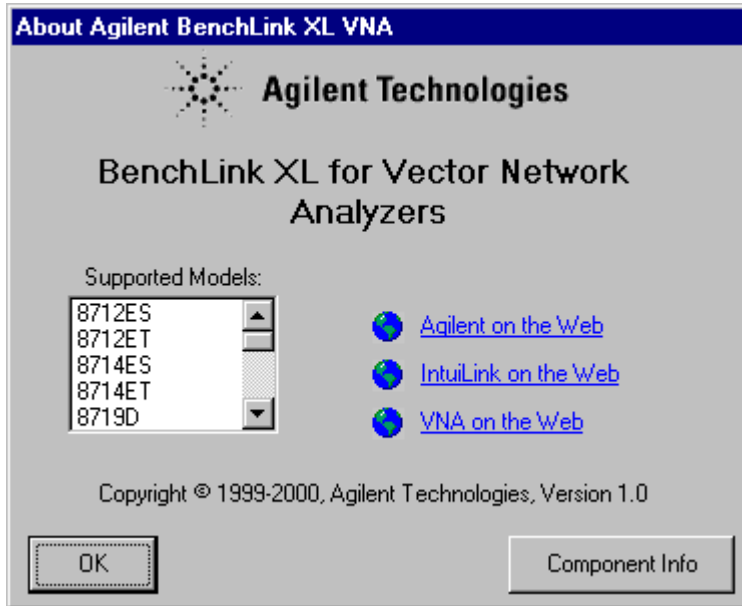 About Agilent BenchLink XL VNA
Agilent Technologies
BenchLink XL for Vector Network
Analyzers
Supported Models:
8712ES
8712ET
8714ES
8714ET
8719D
Agilent on the Web
IntuiLink on the Web
VNA on the Web
Copyright © 1999-2000, Agilent Technologies, Version 1.0
OK
Component Info